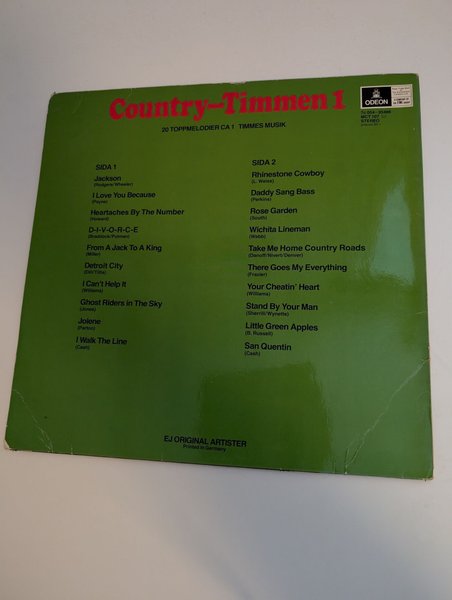 Country-Timmen 1
20 TOPPMELODIER CA 1 TIMMES MUSIK
ODEON
MCT 107
STEREO
SIDA 1
Jackson
(Rodgers/Wheeler)
I Love You Because
(Payne)
Heartaches By The Number
(Howard)
D-I-V-O-R-C-E
(Braddock/Putman)
From A Jack To A King
(Miller)
Detroit City
(Dill/Tillis)
I Can't Help It
(Williams)
Ghost Riders in The Sky
(Jones)
Jolene
(Parton)
I Walk The Line
(Cash)
SIDA 2
Rhinestone Cowboy
(L. Weiss)
Daddy Sang Bass
(Perkins)
Rose Garden
(South)
Wichita Lineman
(Webb)
Take Me Home Country Roads
(Danoff/Nivert/Denver)
There Goes My Everything
(Frazier)
Your Cheatin' Heart
(Williams)
Stand By Your Man
(Sherrill/Wynette)
Little Green Apples
(B. Russell)
San Quentin
(Cash)
EJ ORIGINAL ARTISTER
Printed in Germany